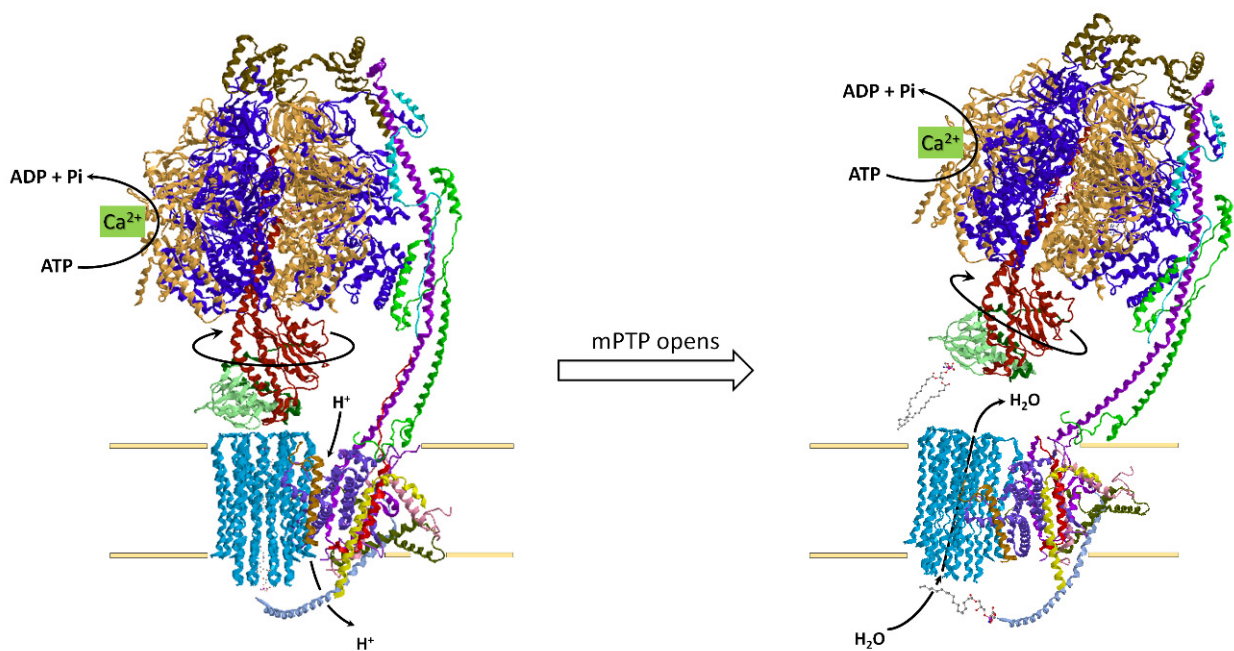 ADP + Pi
Ca²⁺
ATP
H⁺
H⁺
mPTP opens
ADP + Pi
Ca²⁺
ATP
H₂O
H₂O